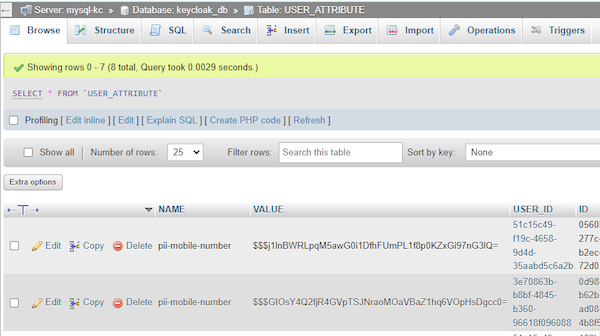 Server: mysql-kc » Database: keycloak_db » Table: USER_ATTRIBUTE
Browse Structure SQL Search Insert Export Import Operations Triggers
Showing rows 0 - 7 (8 total, Query took 0.0029 seconds.)
SELECT * FROM `USER_ATTRIBUTE`
Profiling [ Edit inline ] [ Edit ] [ Explain SQL ] [ Create PHP code ] [ Refresh ]
Show all Number of rows: 25 Filter rows: Search this table Sort by key: None
Extra options
NAME VALUE USER_ID ID
51c15c49- 0560
Edit Copy Delete pii-mobile-number $$$j1InBWRLpqM5awG0i1DfhFUmPL1f8p0KZxGi97nG3IQ= f19c-4658- 277c
9d4d- b2ec
35aabd5c6a2b 72d0
3e70863b- 0d98
Edit Copy Delete pii-mobile-number $$$GIOsY4Q2fjR4GVpTSJNraoMOaVBaZ1hq6VOpHsDgcc0= b8bf-4845- b62b
b360- ad08
96618f096088 4b8f